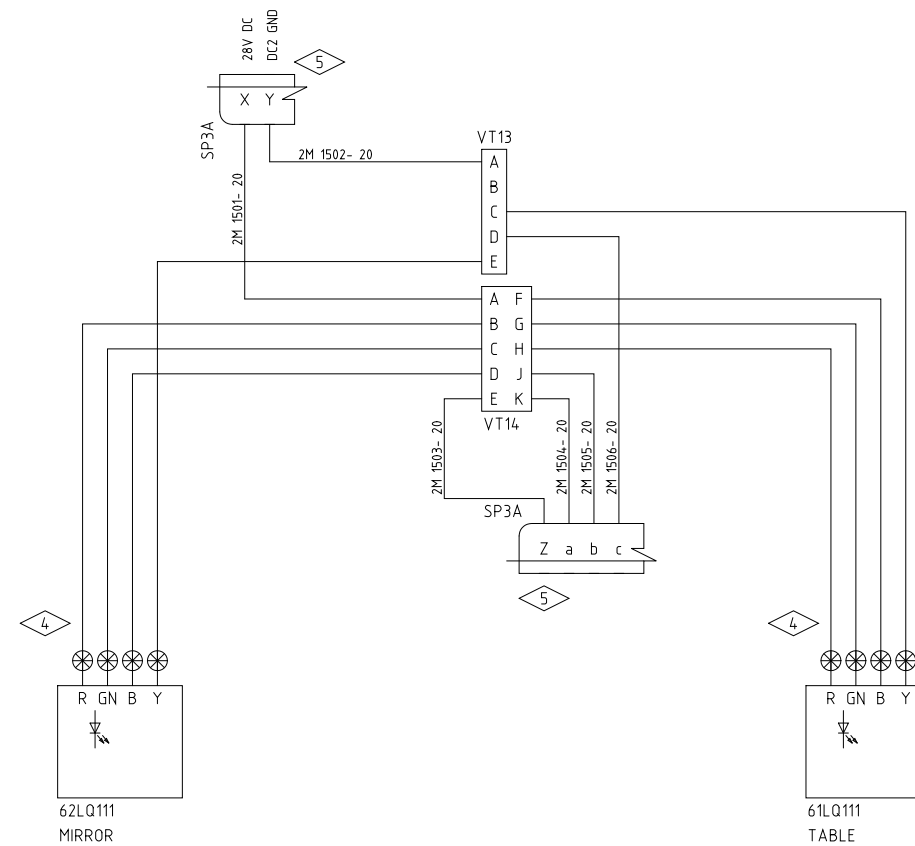 28V DC
DC2 GND
5
X Y
SP3A
2M 1502- 20
2M 1501- 20
VT13
A
B
C
D
E
A F
B G
C H
D J
E K
VT14
2M 1503- 20
2M 1504- 20
2M 1505- 20
2M 1506- 20
SP3A
Z a b c
5
4
4
R GN B Y
R GN B Y
62LQ111
MIRROR
61LQ111
TABLE